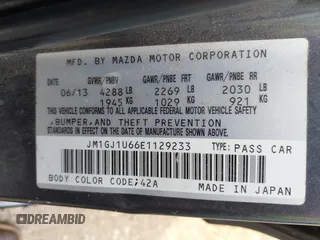 MFD. BY MAZDA MOTOR CORPORATION
GVWR/PNBV GAWR/PNBE FRT GAWR/PNBE RR
06/13 4288 LB 2269 LB 2030 LB
1945 KG 1029 KG 921 KG
THIS VEHICLE CONFORMS TO ALL APPLICABLE FEDERAL MOTOR VEHICLE SAFETY
,BUMPER,AND THEFT PREVENTION
STANDARDS IN EFFECT ON THE DATE OF MANUFACTURE SHOWN ABOVE.
JM1GJ1U66E1129233 TYPE:PASS CAR
BODY COLOR CODE:42A MADE IN JAPAN
DREAMBID